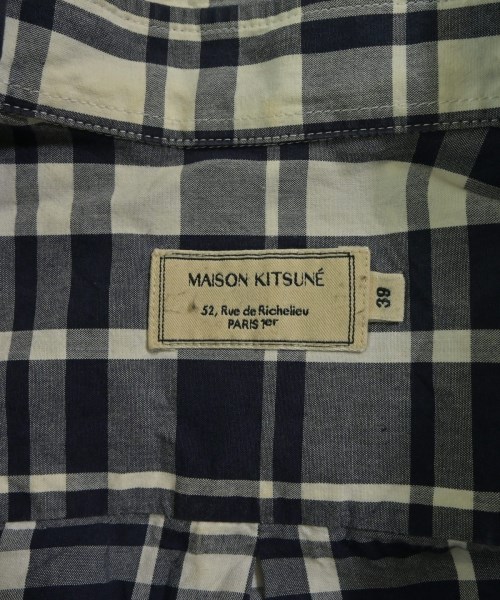 MAISON KITSUNÉ
52, Rue de Richelieu
PARIS 1er
39